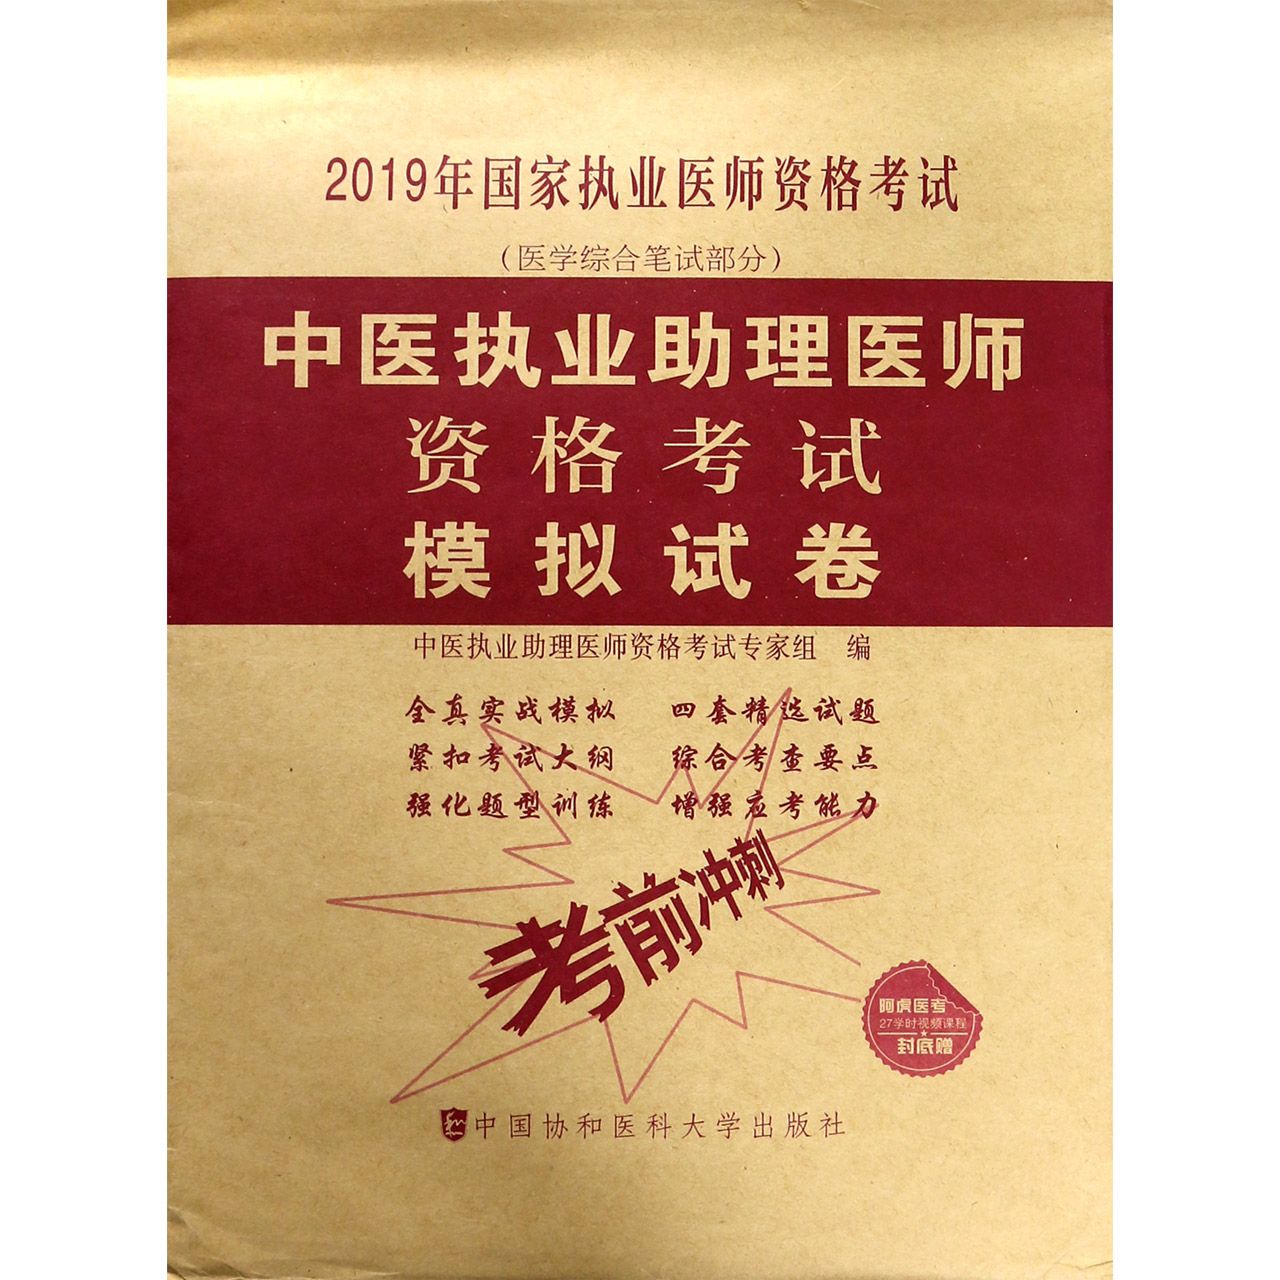 2019年国家执业医师资格考试
（医学综合笔试部分）
中医执业助理医师
资格考试
模拟试卷
中医执业助理医师资格考试专家组 编
全真实战模拟 四套精选试题
紧扣考试大纲 综合考查要点
强化题型训练 增强应考能力
考前冲刺
阿虎医考
27学时视频课程
封底赠
中国协和医科大学出版社